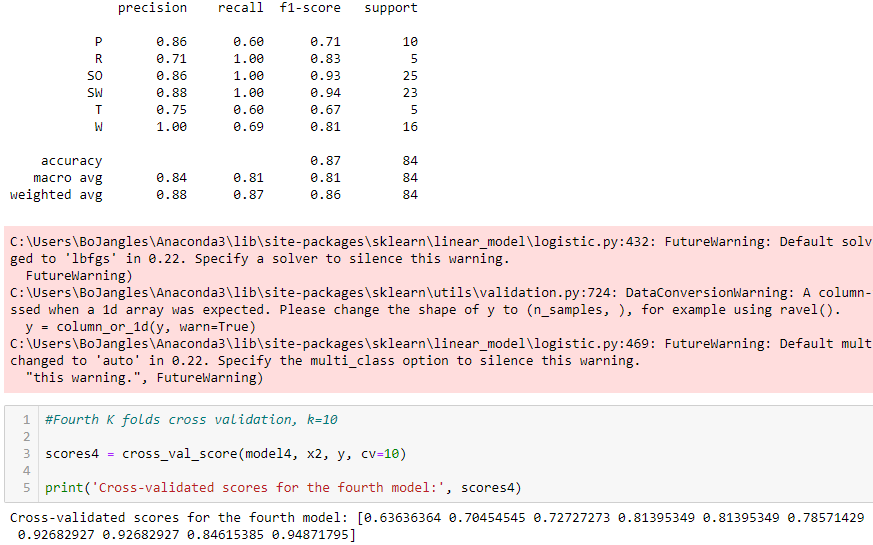 precision recall f1-score support
P 0.86 0.60 0.71 10
R 0.71 1.00 0.83 5
SO 0.86 1.00 0.93 25
SW 0.88 1.00 0.94 23
T 0.75 0.60 0.67 5
W 1.00 0.69 0.81 16
accuracy 0.87 84
macro avg 0.84 0.81 0.81 84
weighted avg 0.88 0.87 0.86 84
C:\Users\BoJangles\Anaconda3\lib\site-packages\sklearn\linear_model\logistic.py:432: FutureWarning: Default solv
ged to 'lbfgs' in 0.22. Specify a solver to silence this warning.
FutureWarning)
C:\Users\BoJangles\Anaconda3\lib\site-packages\sklearn\utils\validation.py:724: DataConversionWarning: A column-
ssed when a 1d array was expected. Please change the shape of y to (n_samples, ), for example using ravel().
y = column_or_1d(y, warn=True)
C:\Users\BoJangles\Anaconda3\lib\site-packages\sklearn\linear_model\logistic.py:469: FutureWarning: Default mult
changed to 'auto' in 0.22. Specify the multi_class option to silence this warning.
"this warning.", FutureWarning)
1 #Fourth K folds cross validation, k=10
2
3 scores4 = cross_val_score(model4, x2, y, cv=10)
4
5 print('Cross-validated scores for the fourth model:', scores4)
Cross-validated scores for the fourth model: [0.63636364 0.70454545 0.72727273 0.81395349 0.81395349 0.78571429
0.92682927 0.92682927 0.84615385 0.94871795]